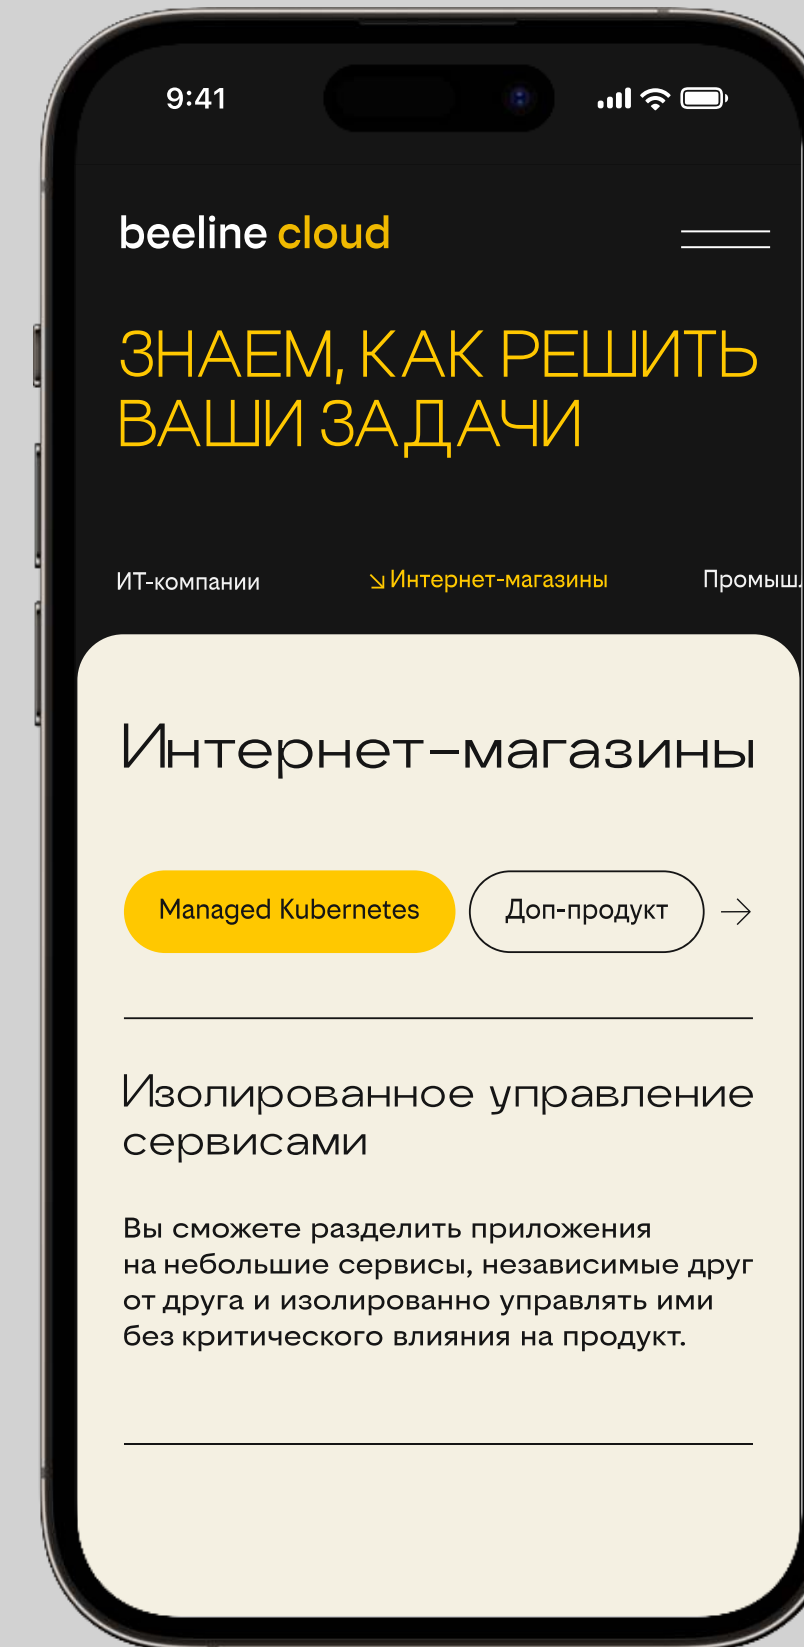 9:41
beeline cloud
ЗНАЕМ, КАК РЕШИТЬ
ВАШИ ЗАДАЧИ
ИТ-компании
Интернет-магазины
Промыш
Интернет-магазины
Managed Kubernetes
Доп-продукт
Изолированное управление
сервисами
Вы сможете разделить приложения
на небольшие сервисы, независимые друг
от друга и изолированно управлять ими
без критического влияния на продукт.